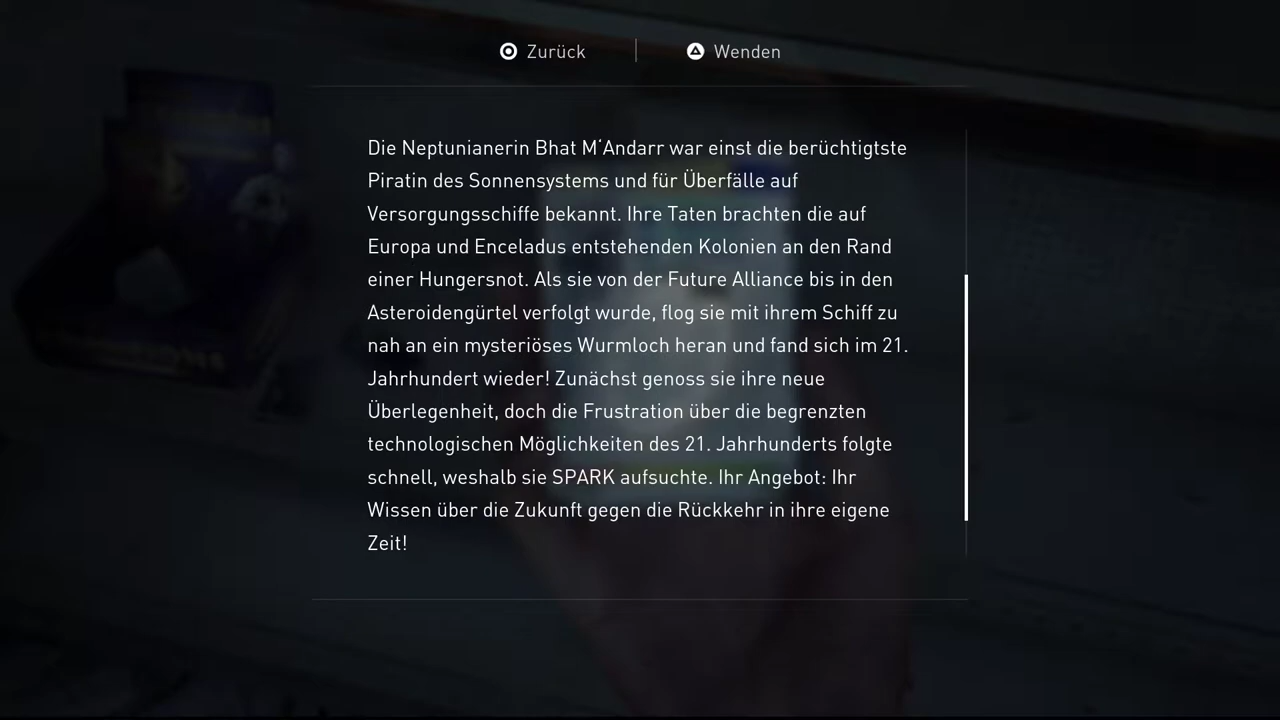 Zurück
Wenden
Die Neptunianerin Bhat M'Andarr war einst die berüchtigtste
Piratin des Sonnensystems und für Überfälle auf
Versorgungsschiffe bekannt. Ihre Taten brachten die auf
Europa und Enceladus entstehenden Kolonien an den Rand
einer Hungersnot. Als sie von der Future Alliance bis in den
Asteroidengürtel verfolgt wurde, flog sie mit ihrem Schiff zu
nah an ein mysteriöses Wurmloch heran und fand sich im 21.
Jahrhundert wieder! Zunächst genoss sie ihre neue
Überlegenheit, doch die Frustration über die begrenzten
technologischen Möglichkeiten des 21. Jahrhunderts folgte
schnell, weshalb sie SPARK aufsuchte. Ihr Angebot: Ihr
Wissen über die Zukunft gegen die Rückkehr in ihre eigene
Zeit!